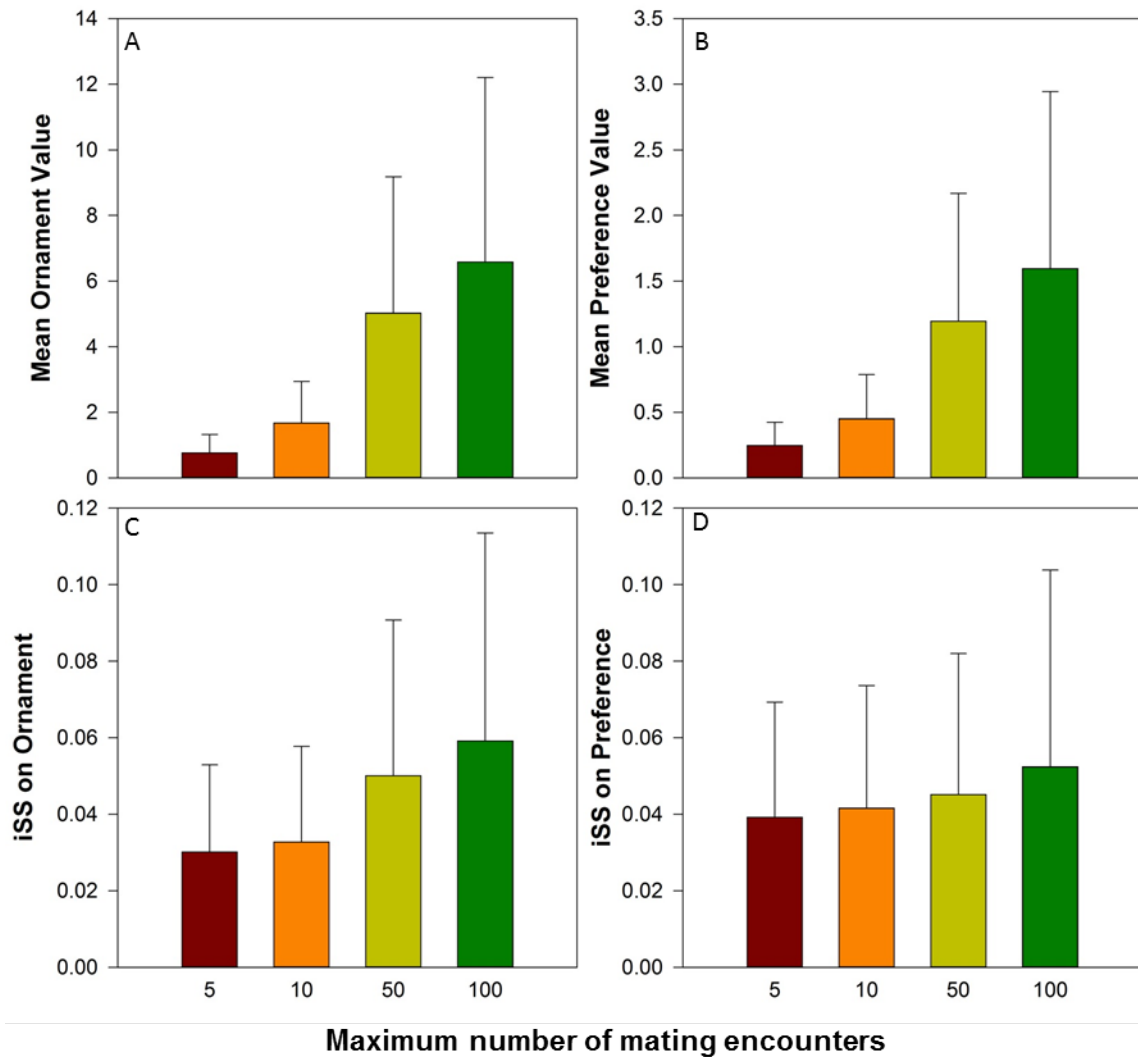 A
Mean Ornament Value
14
12
10
8
6
4
2
0
B
Mean Preference Value
3.5
3.0
2.5
2.0
1.5
1.0
0.5
0.0
C
iSS on Ornament
0.12
0.10
0.08
0.06
0.04
0.02
0.00
5 10 50 100
D
iSS on Preference
0.12
0.10
0.08
0.06
0.04
0.02
0.00
5 10 50 100
Maximum number of mating encounters